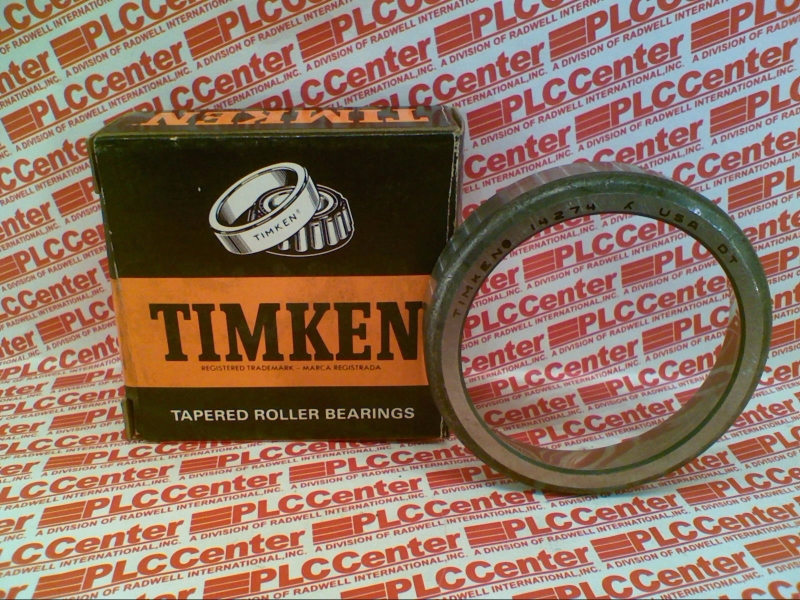 TIMKEN
TIMKEN®
TIMKEN
REGISTERED TRADEMARK - MARCA REGISTRADA
TAPERED ROLLER BEARINGS
TIMKEN® 14274 USA DT
PLCCenter
A DIVISION OF RADWELL INTERNATIONAL, INC.